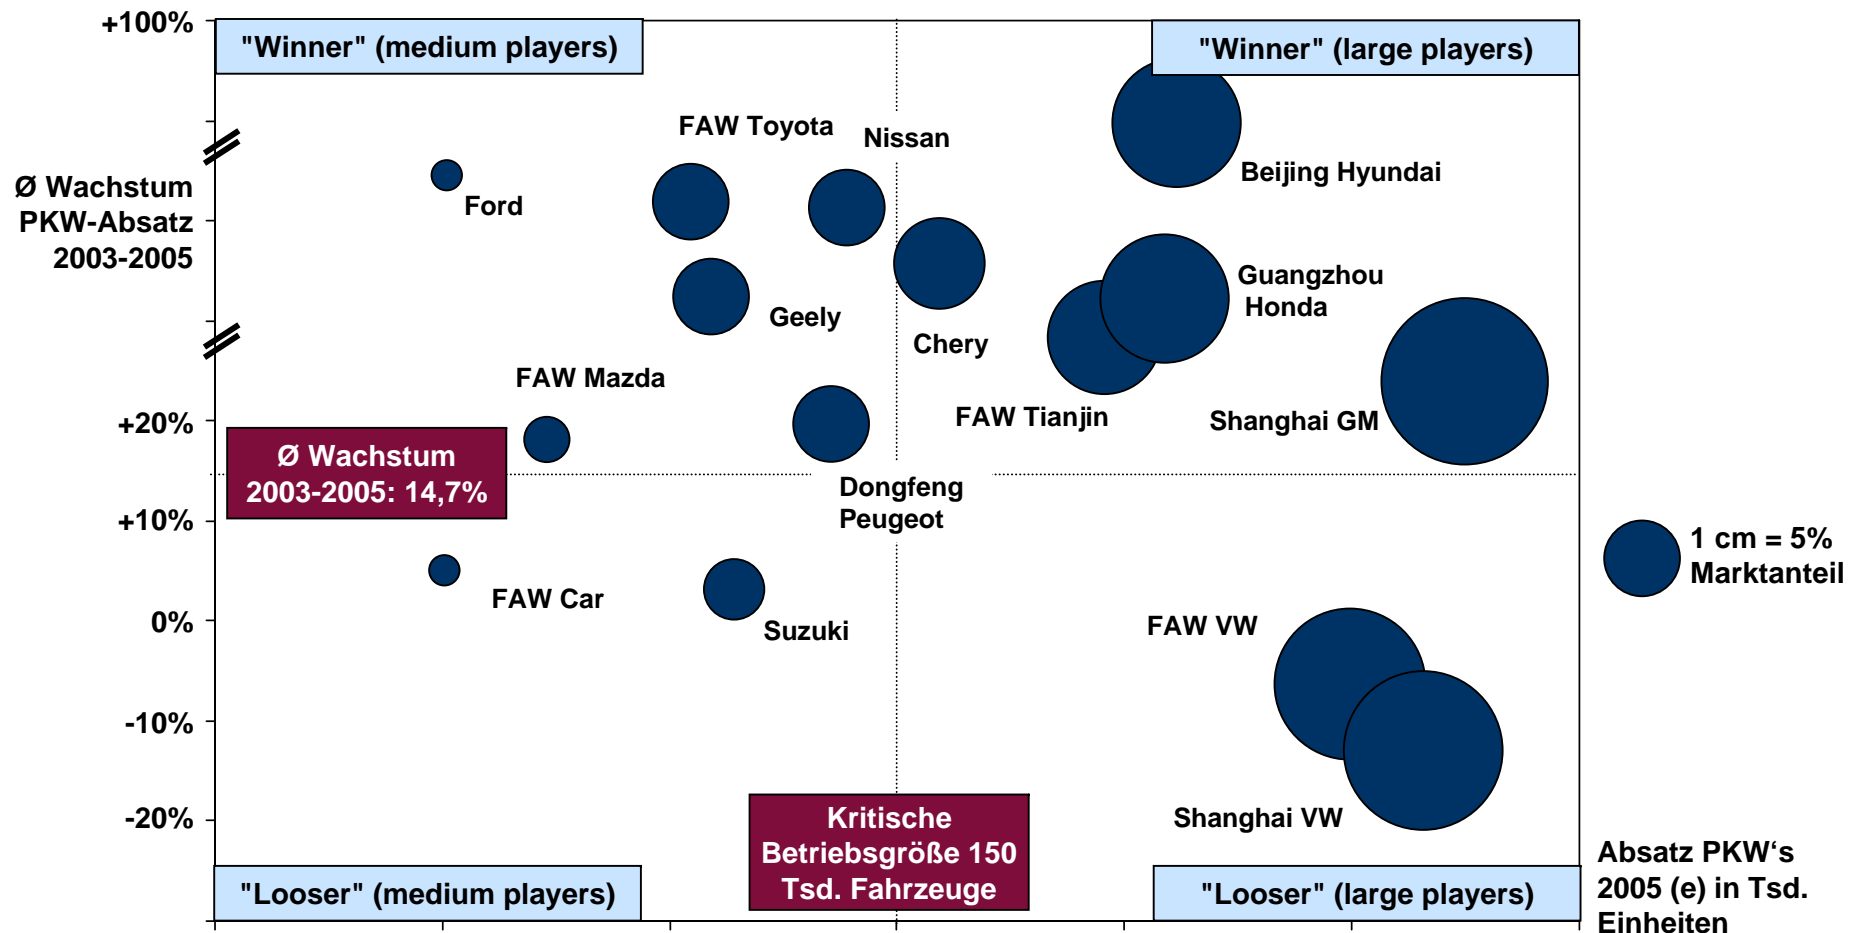 +100%
"Winner" (medium players)
"Winner" (large players)
FAW Toyota
Nissan
Beijing Hyundai
Ø Wachstum
PKW-Absatz
2003-2005
Ford
Guangzhou
Honda
Geely
Chery
FAW Mazda
FAW Tianjin
Shanghai GM
+20%
Ø Wachstum
2003-2005: 14,7%
Dongfeng
Peugeot
+10%
1 cm = 5%
Marktanteil
FAW Car
0%
Suzuki
FAW VW
-10%
-20%
Shanghai VW
Kritische
Betriebsgröße 150
Tsd. Fahrzeuge
"Looser" (medium players)
"Looser" (large players)
Absatz PKW‘s
2005 (e) in Tsd.
Einheiten